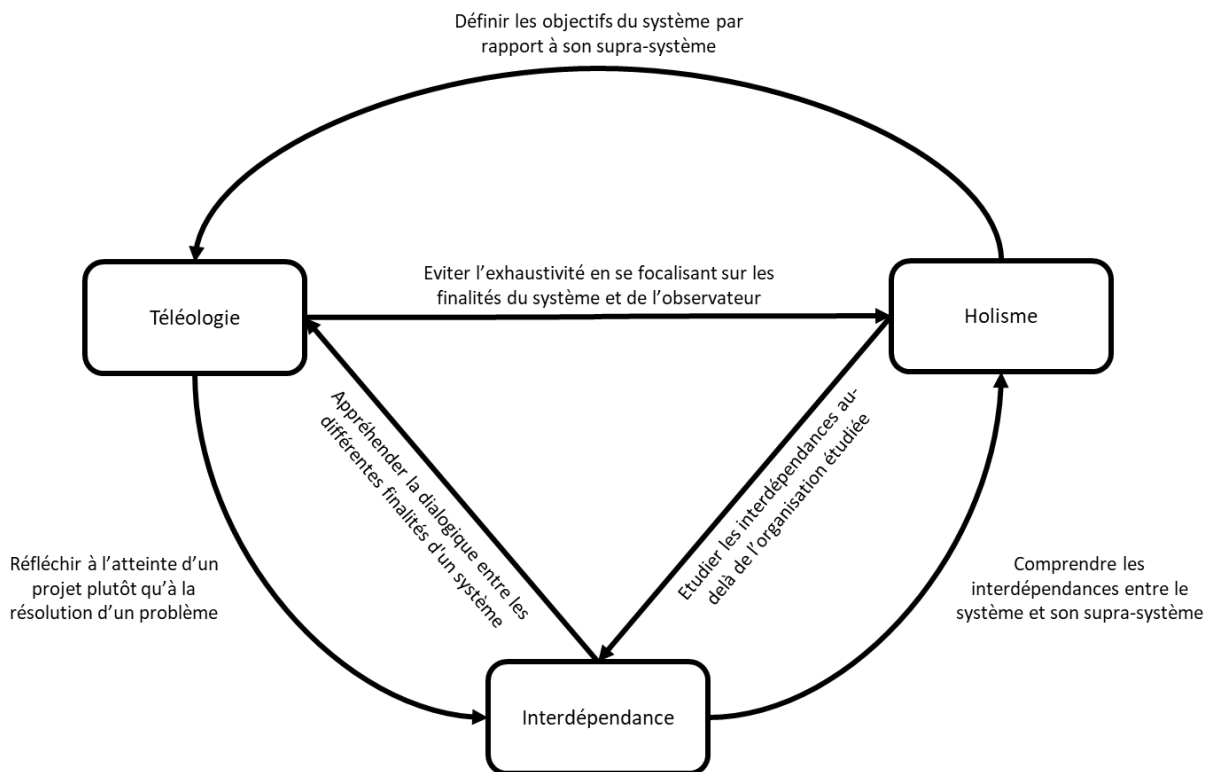 Définir les objectifs du système par
rapport à son supra-système
Eviter l’exhaustivité en se focalisant sur les
finalités du système et de l’observateur
Téléologie
Holisme
Appréhender la dialogique entre les
différentes finalités d'un système
Etudier les interdépendances au-
delà de l’organisation étudiée
Réfléchir à l’atteinte d’un
projet plutôt qu’à la
résolution d’un problème
Comprendre les
interdépendances entre le
système et son supra-système
Interdépendance